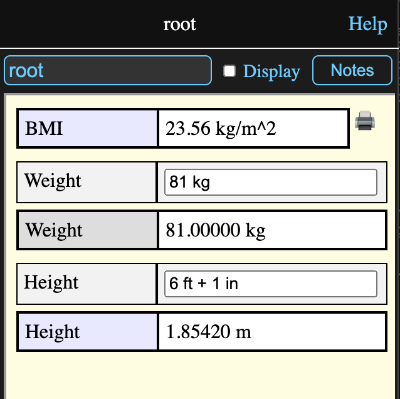 root
Help
root Display Notes
BMI 23.56 kg/m^2
Weight 81 kg
Weight 81.00000 kg
Height 6 ft + 1 in
Height 1.85420 m